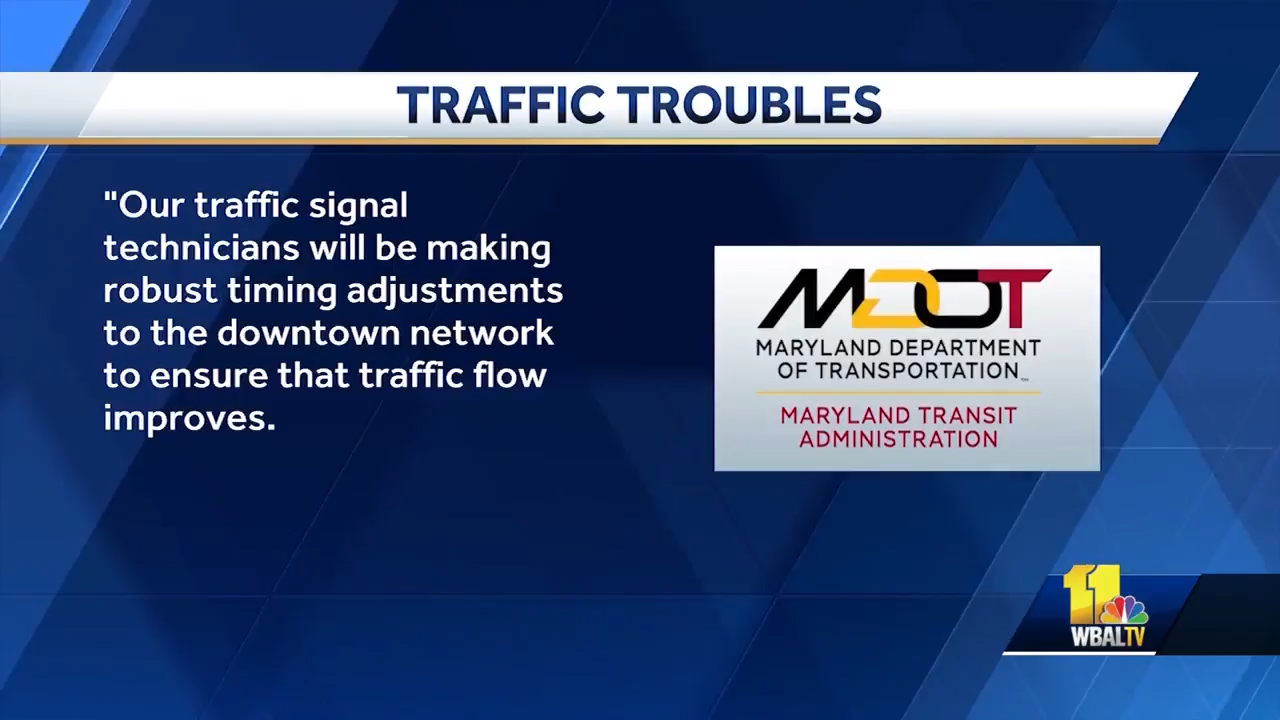 TRAFFIC TROUBLES
"Our traffic signal
technicians will be making
robust timing adjustments
to the downtown network
to ensure that traffic flow
improves.
MDOT
MARYLAND DEPARTMENT
OF TRANSPORTATION
MARYLAND TRANSIT
ADMINISTRATION
11
WBALTV